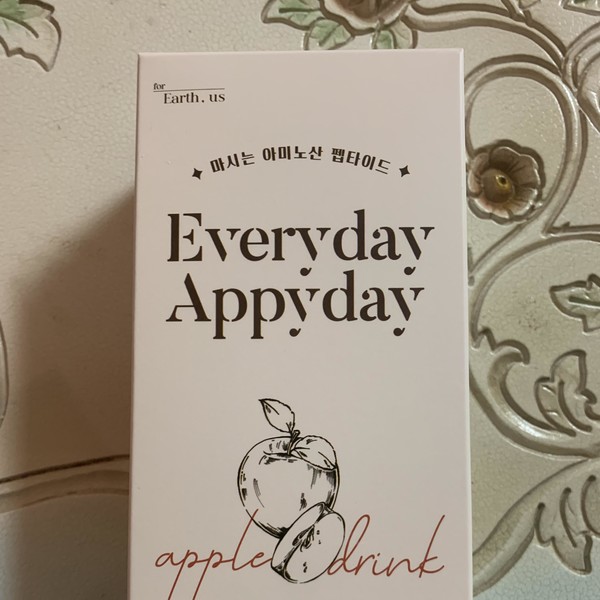 for
Earth.us
마시는 아미노산 펩타이드
Everyday
Appyday
apple drink